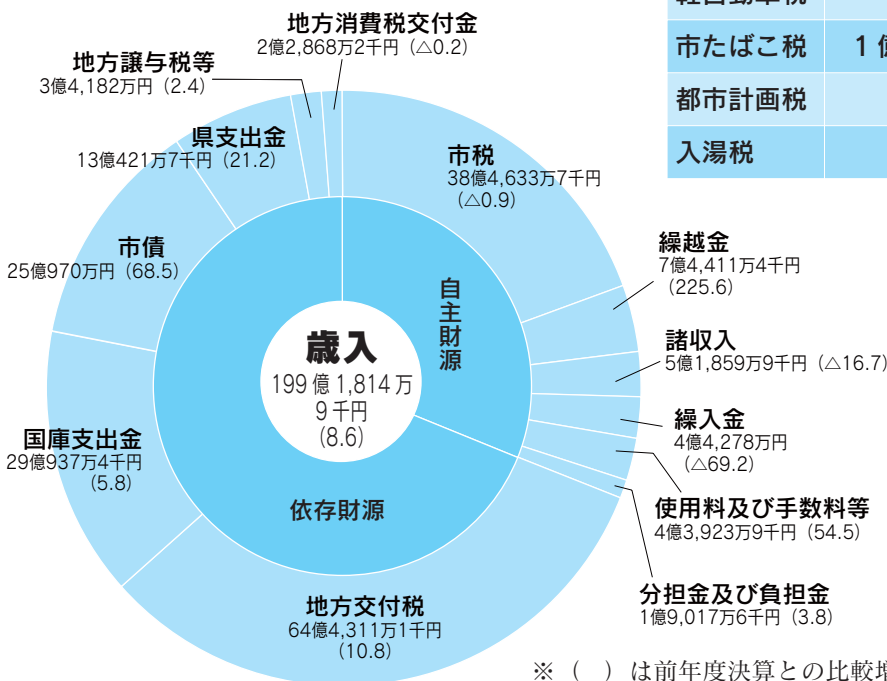 地方消費税交付金
2億2,868万2千円（△0.2）
地方譲与税等
3億4,182万円（2.4）
県支出金
13億421万7千円（21.2）
市債
25億970万円（68.5）
国庫支出金
29億937万4千円
（5.8）
地方交付税
64億4,311万1千円
（10.8）
市税
38億4,633万7千円
（△0.9）
繰越金
7億4,411万4千円
（225.6）
諸収入
5億1,859万9千円（△16.7）
繰入金
4億4,278万円
（△69.2）
使用料及び手数料等
4億3,923万9千円（54.5）
分担金及び負担金
1億9,017万6千円（3.8）
自主財源
依存財源
歳入
199億1,814万
9千円
（8.6）
市たばこ税 1億
都市計画税
入湯税
※（　）は前年度決算との比較増